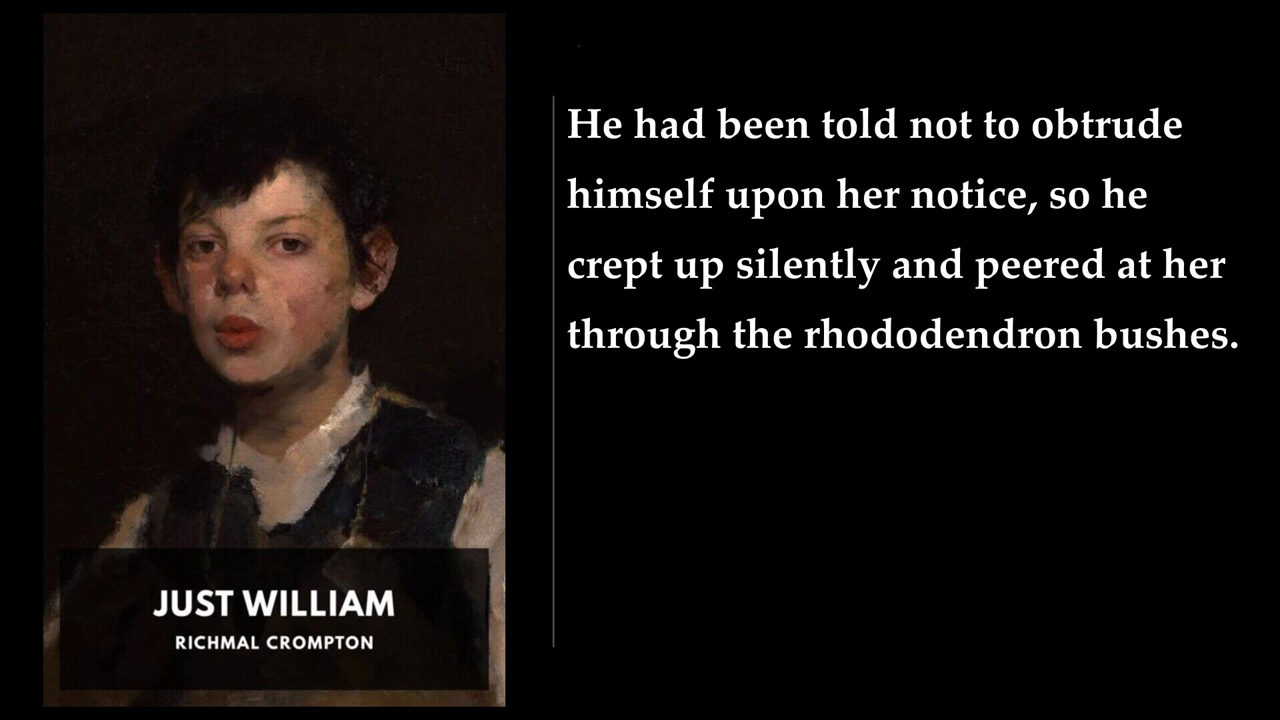 JUST WILLIAM
RICHMAL CROMPTON
He had been told not to obtrude
himself upon her notice, so he
crept up silently and peered at her
through the rhododendron bushes.